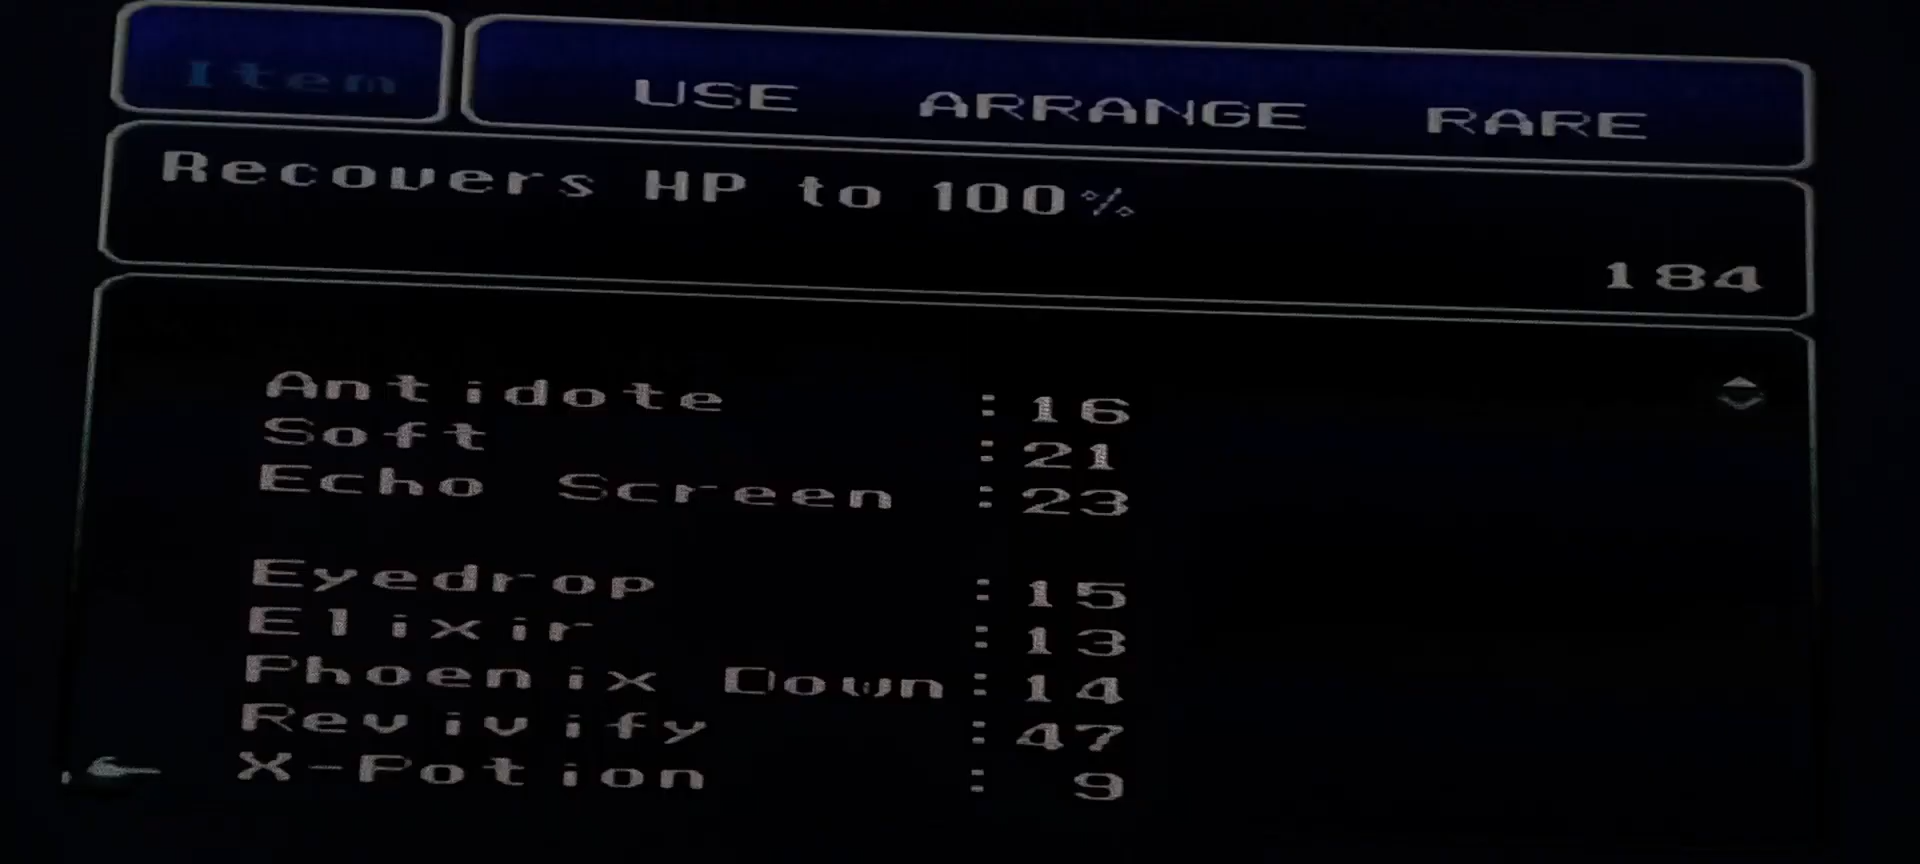 Item USE ARRANGE RARE
Recovers HP to 100%
184
Antidote :16
Soft :21
Echo Screen :23
Eyedrop :15
Elixir :13
Phoenix Down:14
Revivify :47
X-Potion : 9